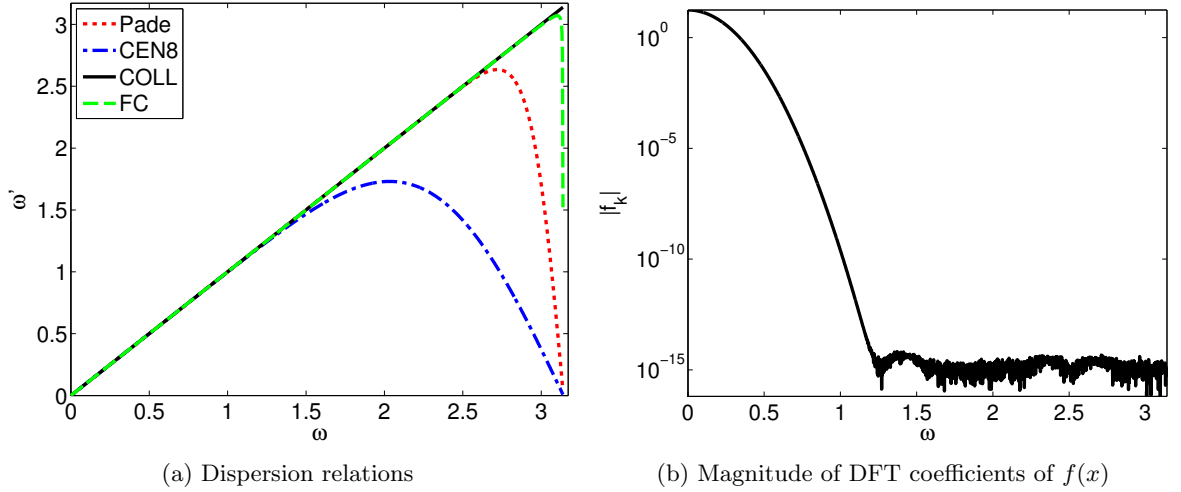 3
2.5
2
1.5
1
0.5
0
ω'
Pade
CEN8
COLL
FC
0 0.5 1 1.5 2 2.5 3
ω
(a) Dispersion relations
10^0
10^-5
10^-10
10^-15
|f_k|
0 0.5 1 1.5 2 2.5 3
ω
(b) Magnitude of DFT coefficients of f(x)